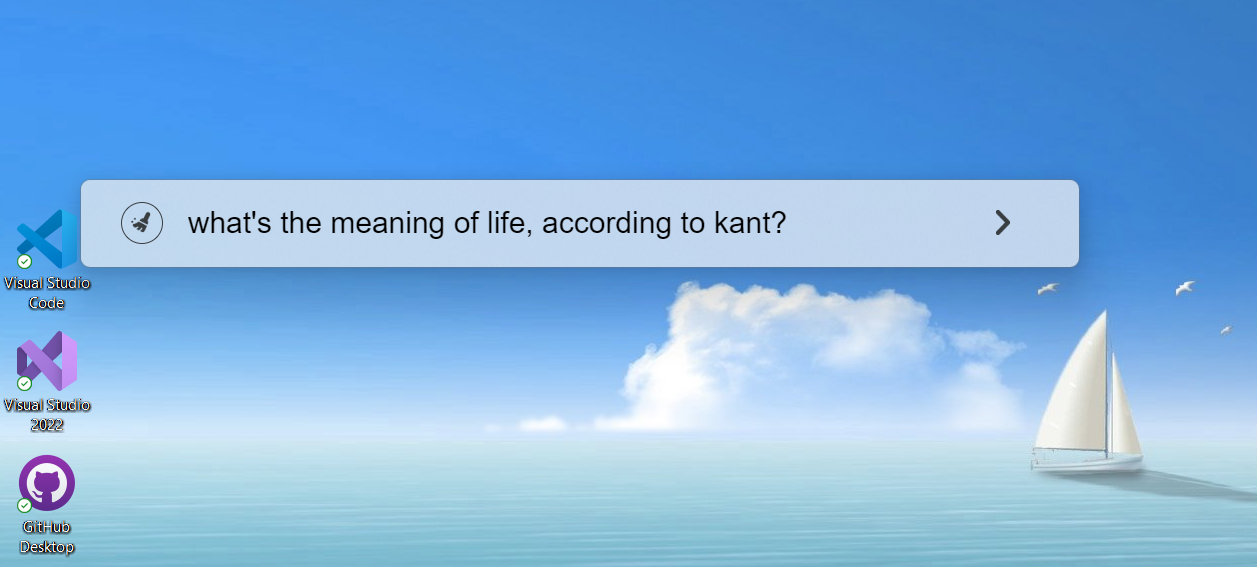 what's the meaning of life, according to kant?
Visual Studio
Code
Visual Studio
2022
GitHub
Desktop